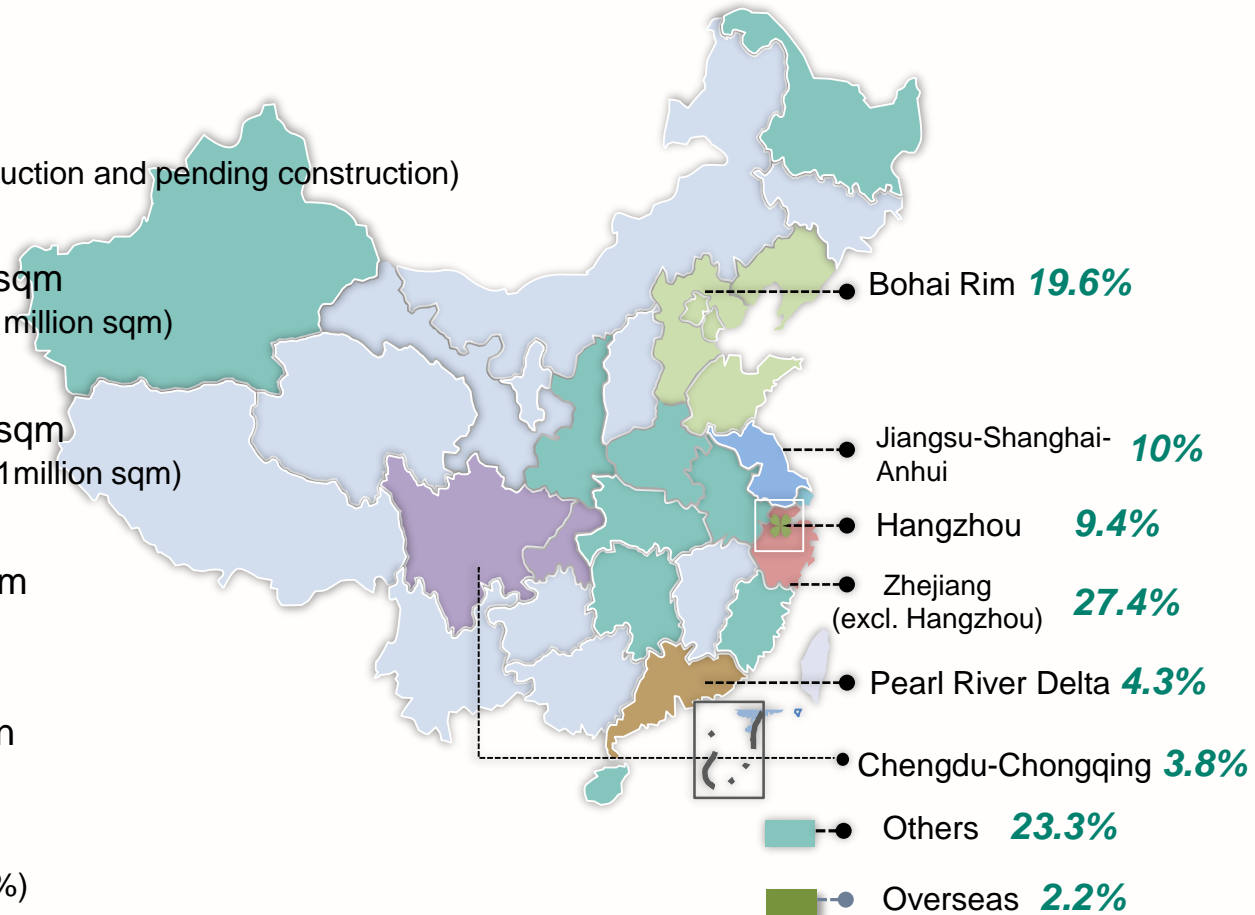 uction and pending construction)
sqm
million sqm)
sqm
1million sqm)
m
n
%)
Bohai Rim 19.6%
Jiangsu-Shanghai-
Anhui 10%
Hangzhou 9.4%
Zhejiang
(excl. Hangzhou) 27.4%
Pearl River Delta 4.3%
Chengdu-Chongqing 3.8%
Others 23.3%
Overseas 2.2%